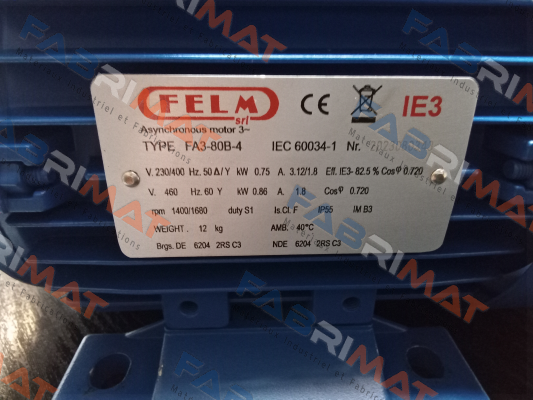 FELM
srl
CE
IE3
Asynchronous motor 3~
TYPE FA3-80B-4 IEC 60034-1 Nr.
V. 230/400 Hz. 50 Δ/Y kW 0.75 A. 3.12/1.8 Eff. IE3- 82.5 % Cosφ 0.720
V. 460 Hz. 60 Y kW 0.86 A. 1.8 Cosφ 0.720
rpm 1400/1680 duty S1 Is.Cl. F IP55 IM B3
WEIGHT. 12 kg AMB. 40°C
Brgs. DE 6204 2RS C3 NDE 6204 2RS C3
FABRIMAT